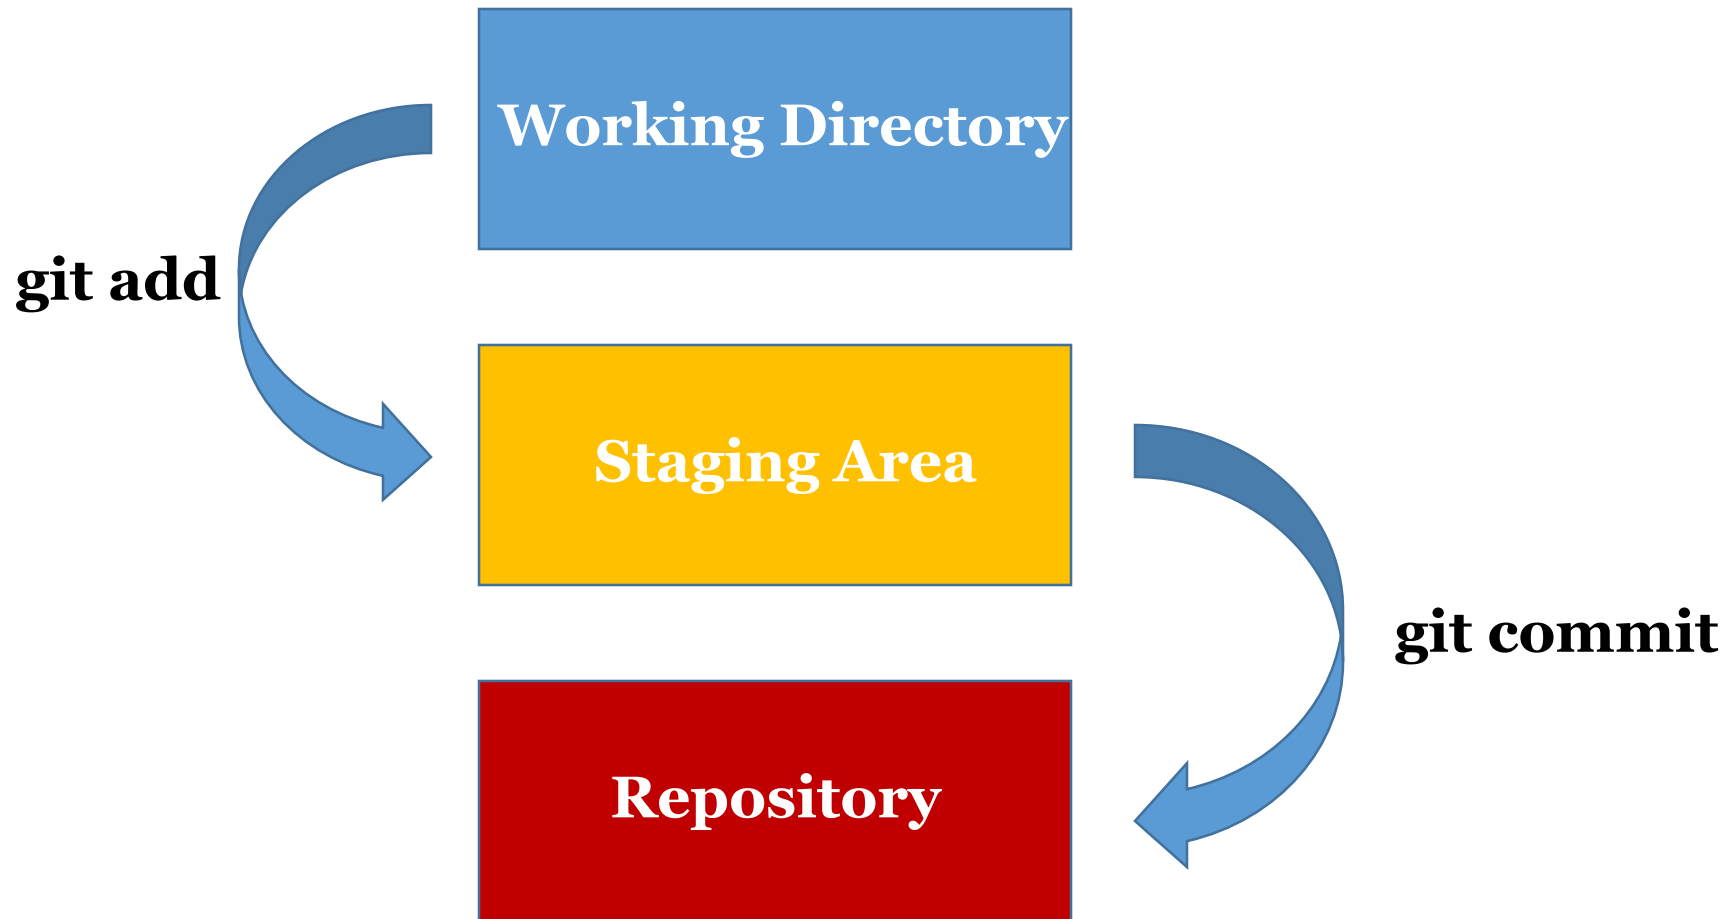 Working Directory
git add
Staging Area
git commit
Repository